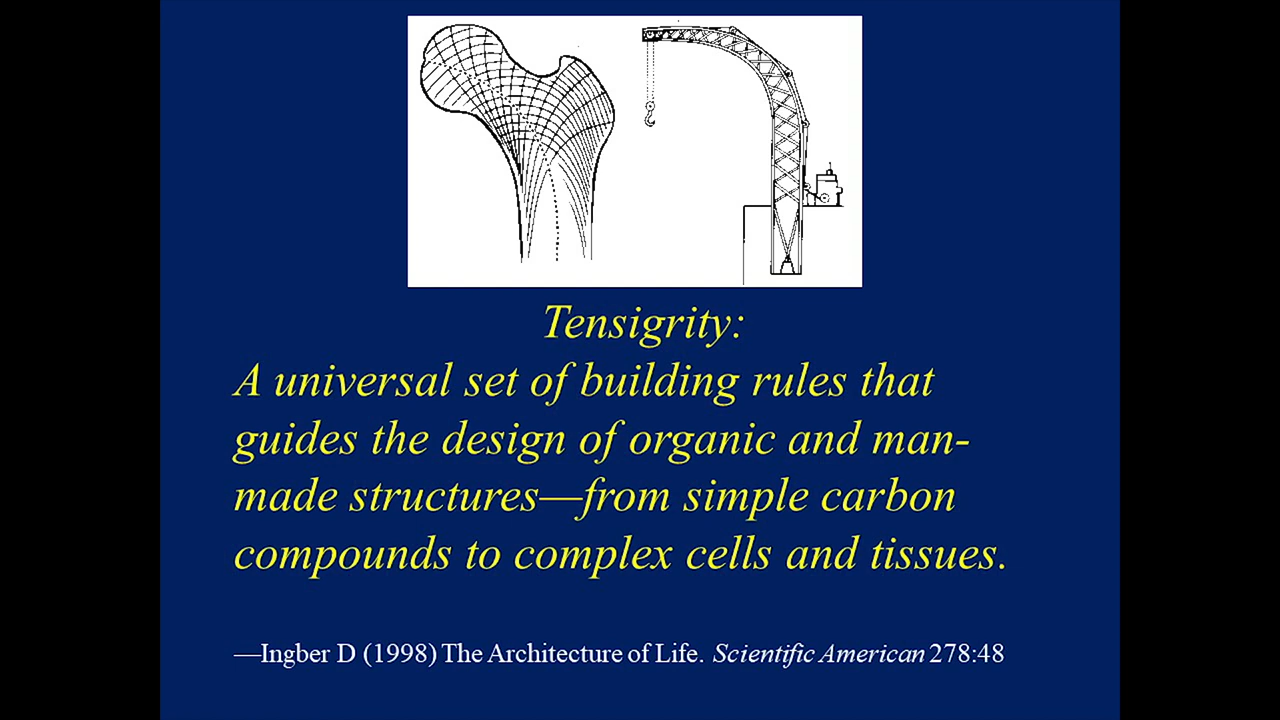 Tensigrity:
A universal set of building rules that
guides the design of organic and man-
made structures—from simple carbon
compounds to complex cells and tissues.
—Ingber D (1998) The Architecture of Life. Scientific American 278:48